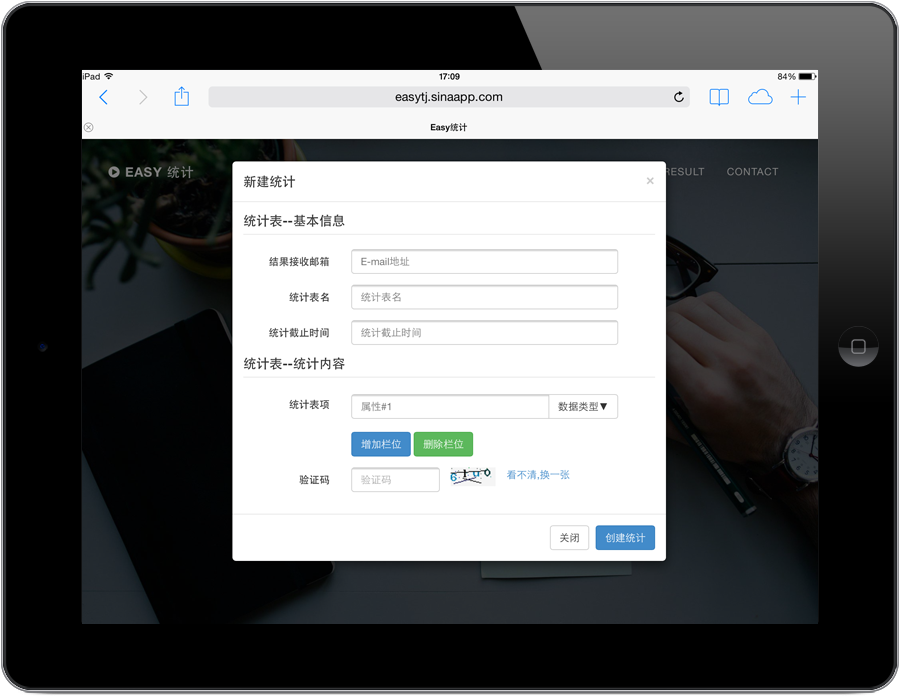 iPad 17:09 84%
easytj.sinaapp.com
Easy统计
EASY 统计 RESULT CONTACT
新建统计 ×
统计表--基本信息
结果接收邮箱 E-mail地址
统计表名 统计表名
统计截止时间 统计截止时间
统计表--统计内容
统计表项 属性#1 数据类型▼
增加栏位 删除栏位
验证码 验证码 看不清,换一张
关闭 创建统计